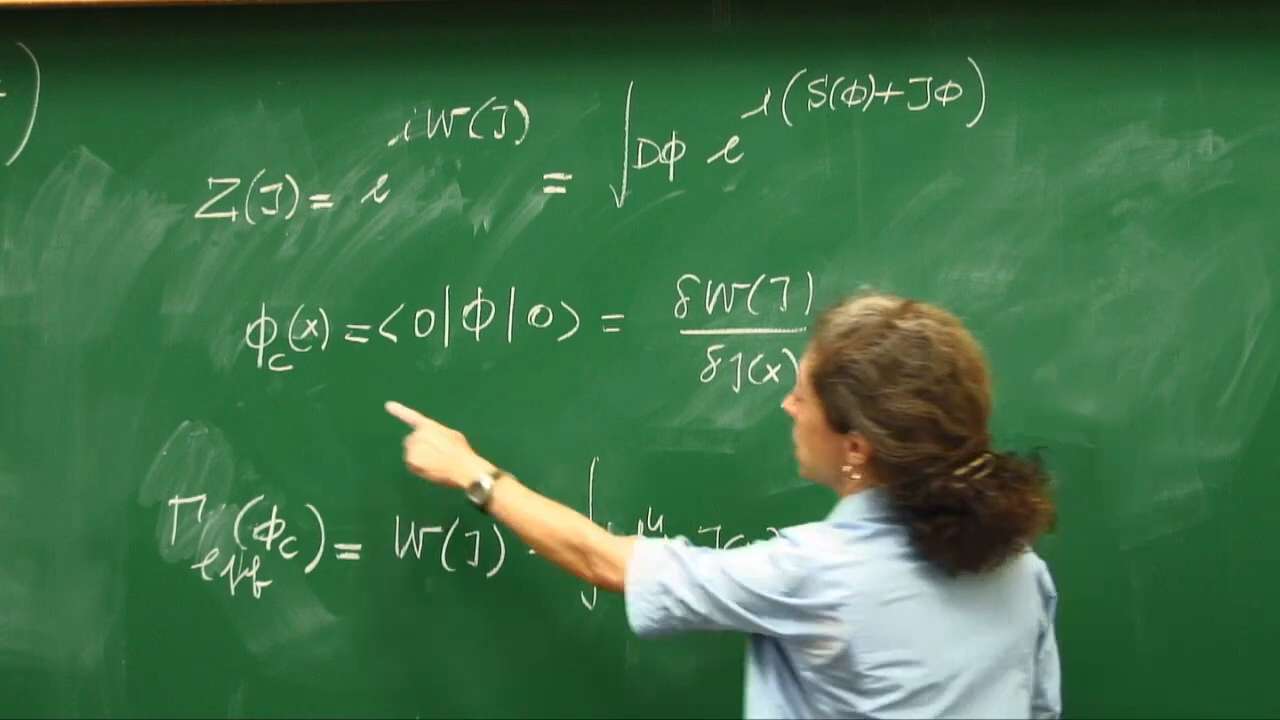 Z(J) = e^{iW(J)} = ∫Dϕ e^{i(S(ϕ)+Jϕ)}
ϕ_c(x) = <0|ϕ|0> = δW(J) / δJ(x)
Γ_eff(ϕ_c) = W(J) - ∫